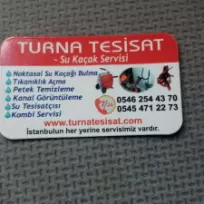 TURNA TESİSAT
- Su Kaçak Servisi
Noktasal Su Kaçağı Bulma
Tıkanıklık Açma
Petek Temizleme
Kanal Görüntüleme
Su Tesisatçısı
Kombi Servisi
0546 254 43 70
0545 471 22 73
www.turnatesisat.com
İstanbulun her yerine servisimiz vardır.